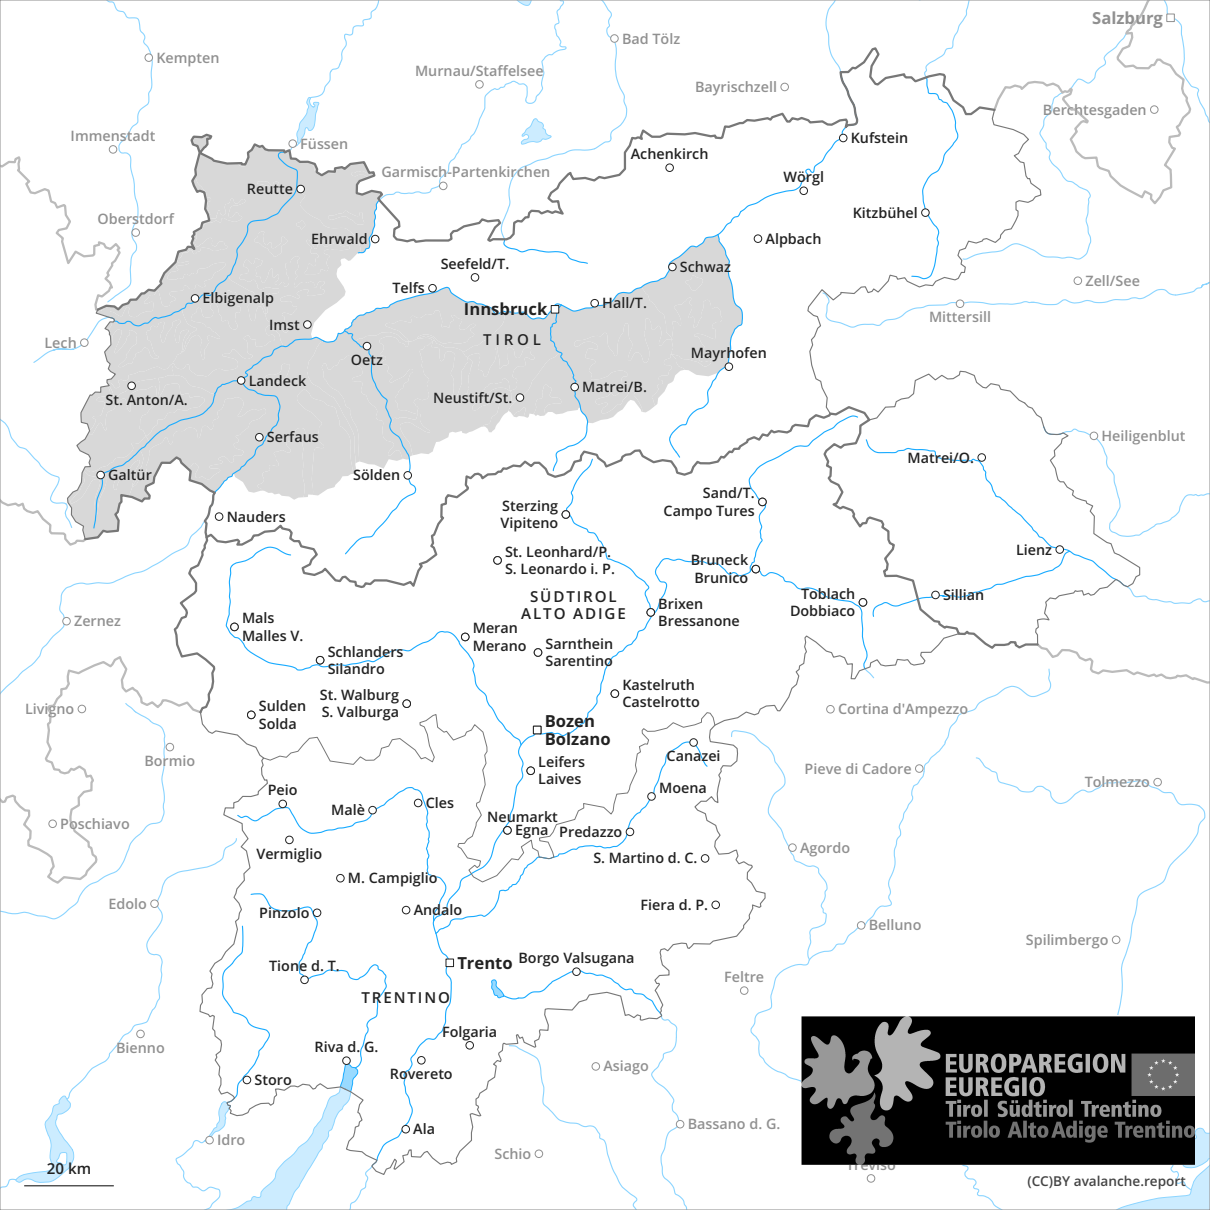 Salzburg
Kempten
Bad Tölz
Murnau/Staffelsee
Bayrischzell
Berchtesgaden
Immenstadt
Füssen
Kufstein
Achenkirch
Garmisch-Partenkirchen
Wörgl
Reutte
Oberstdorf
Kitzbühel
Ehrwald
Alpbach
Seefeld/T.
Schwaz
Telfs
Zell/See
Elbigenalp
Innsbruck
Hall/T.
Mittersill
Imst
TIROL
Lech
Oetz
Mayrhofen
Landeck
Matrei/B.
St. Anton/A.
Neustift/St.
Serfaus
Heiligenblut
Matrei/O.
Galtür
Sölden
Sand/T.
Campo Tures
Sterzing
Vipiteno
Nauders
St. Leonhard/P.
S. Leonardo i. P.
Lienz
Bruneck
Brunico
SÜDTIROL
ALTO ADIGE
Toblach
Dobbiaco
Sillian
Brixen
Bressanone
Zernez
Mals
Malles V.
Meran
Merano
Sarnthein
Sarentino
Schlanders
Silandro
Kastelruth
Castelrotto
St. Walburg
S. Valburga
Livigno
Sulden
Solda
Cortina d'Ampezzo
Bozen
Bolzano
Bormio
Canazei
Leifers
Laives
Pieve di Cadore
Tolmezzo
Peio
Moena
Malè
Cles
Neumarkt
Egna
Poschiavo
Predazzo
Vermiglio
Agordo
S. Martino d. C.
M. Campiglio
Edolo
Pinzolo
Andalo
Fiera d. P.
Belluno
Spilimbergo
Trento
Borgo Valsugana
Tione d. T.
Feltre
TRENTINO
Folgaria
Bienno
Riva d. G.
Asiago
Rovereto
Storo
EUROPAREGION
EUREGIO
Tirol Südtirol Trentino
Tirolo Alto Adige Trentino
Bassano d. G.
Ala
Idro
Schio
Treviso
20 km
(CC)BY avalanche.report